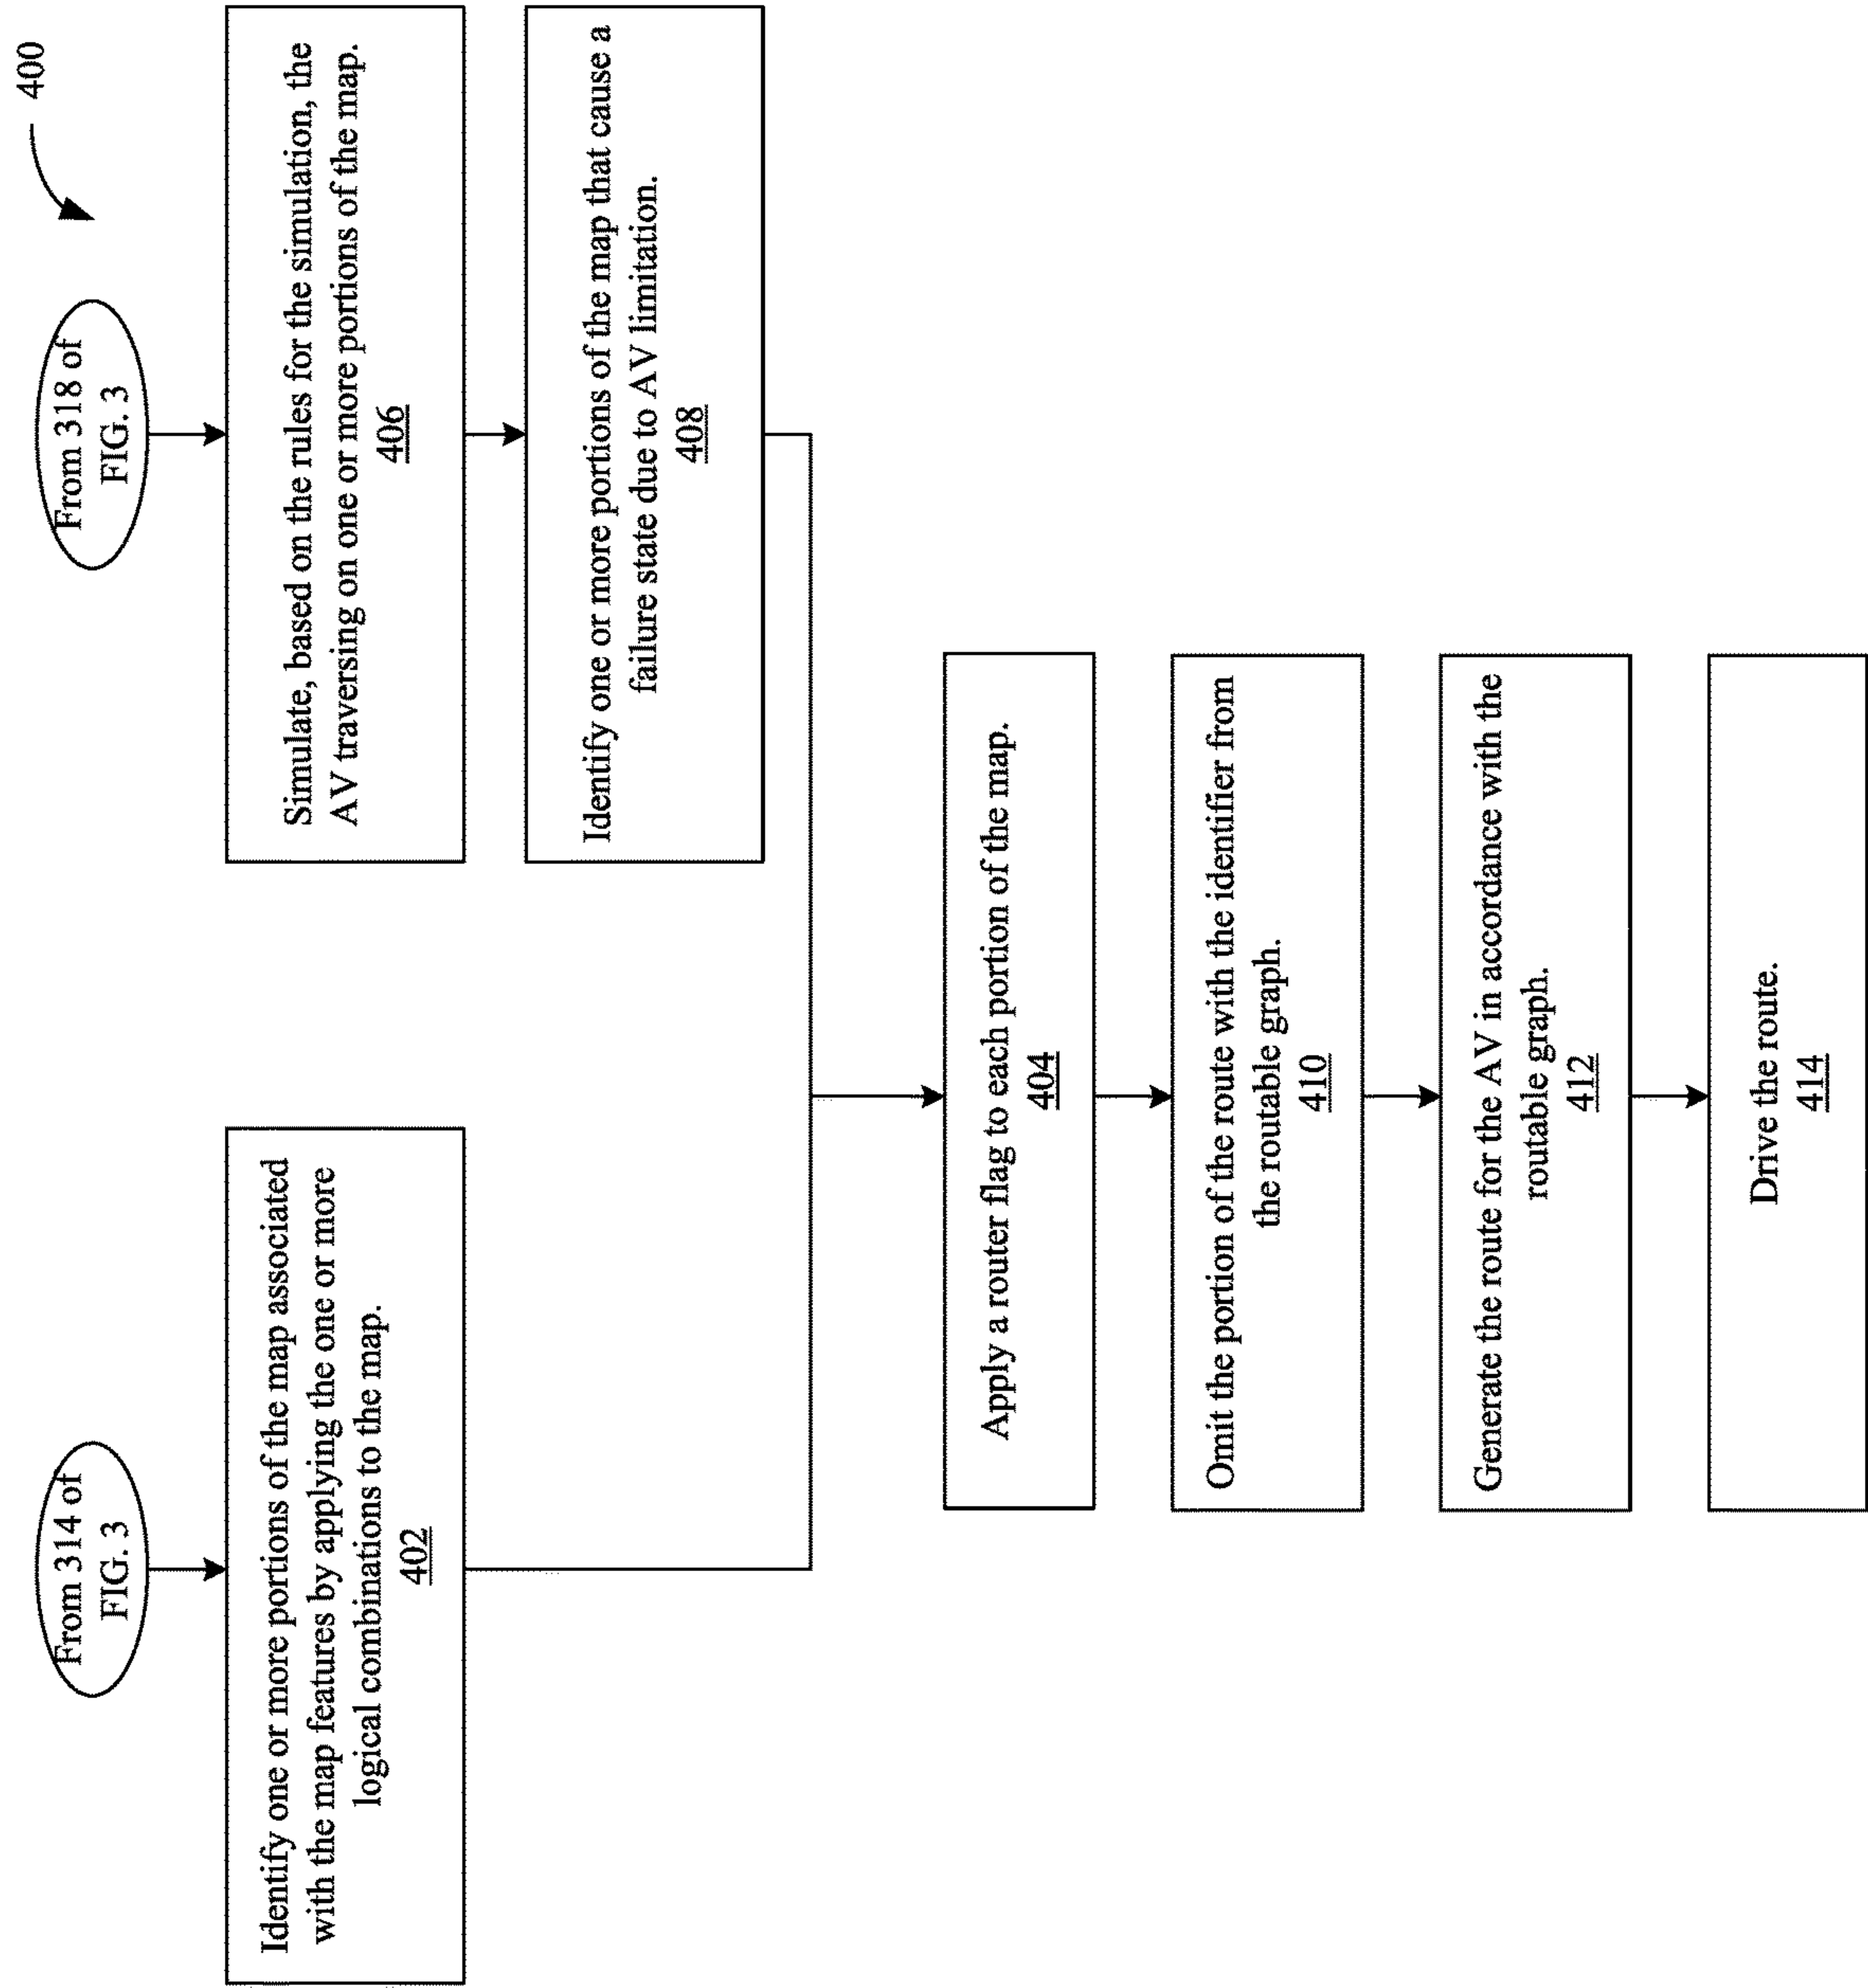 400
From 314 of
FIG. 3
Identify one or more portions of the map associated
with the map features by applying the one or more
logical combinations to the map.
402
From 318 of
FIG. 3
Simulate, based on the rules for the simulation, the
AV traversing on one or more portions of the map.
406
Identify one or more portions of the map that cause a
failure state due to AV limitation.
408
Apply a router flag to each portion of the map.
404
Omit the portion of the route with the identifier from
the routable graph.
410
Generate the route for the AV in accordance with the
routable graph.
412
Drive the route.
414